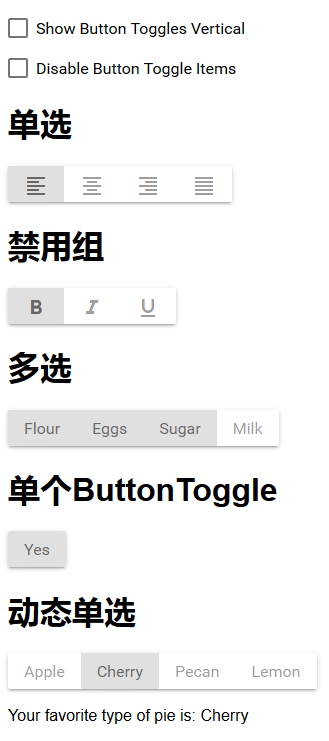 Show Button Toggles Vertical
Disable Button Toggle Items
单选
禁用组
B I U
多选
Flour Eggs Sugar Milk
单个ButtonToggle
Yes
动态单选
Apple Cherry Pecan Lemon
Your favorite type of pie is: Cherry